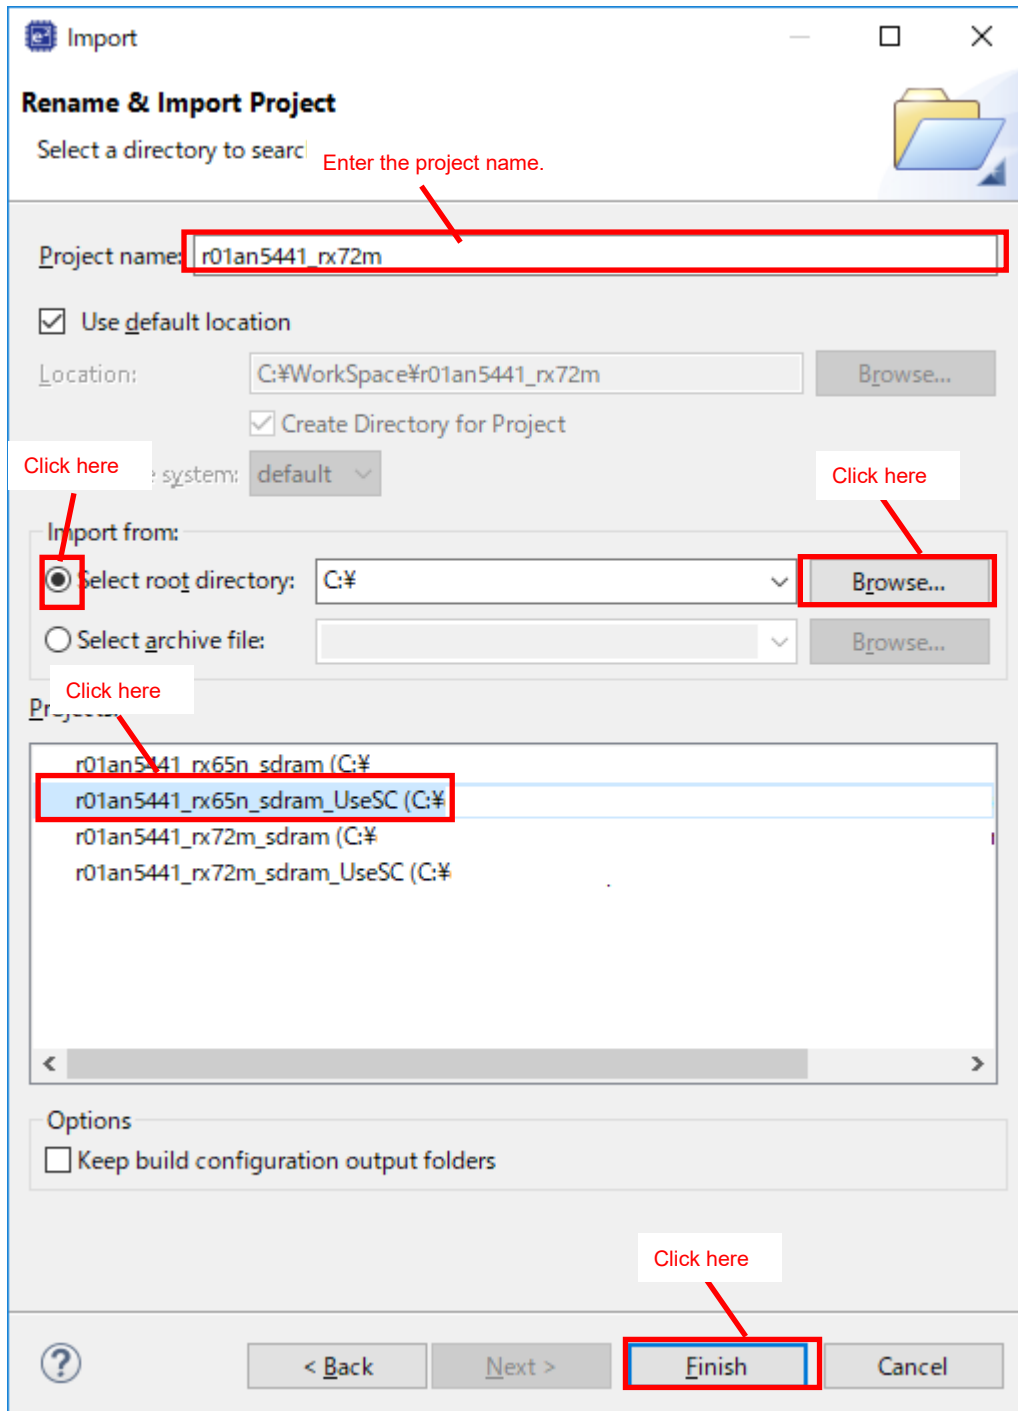 Import
Rename & Import Project
Select a directory to searc
Enter the project name.
Project name: r01an5441_rx72m
Use default location
Location: C:¥WorkSpace¥r01an5441_rx72m Browse...
Create Directory for Project
Click here
system: default
Click here
Import from:
Select root directory: C:¥ Browse...
Select archive file: Browse...
Click here
Projects:
r01an5441_rx65n_sdram (C:¥
r01an5441_rx65n_sdram_UseSC (C:¥
r01an5441_rx72m_sdram (C:¥
r01an5441_rx72m_sdram_UseSC (C:¥
Options
Keep build configuration output folders
Click here
< Back Next > Finish Cancel